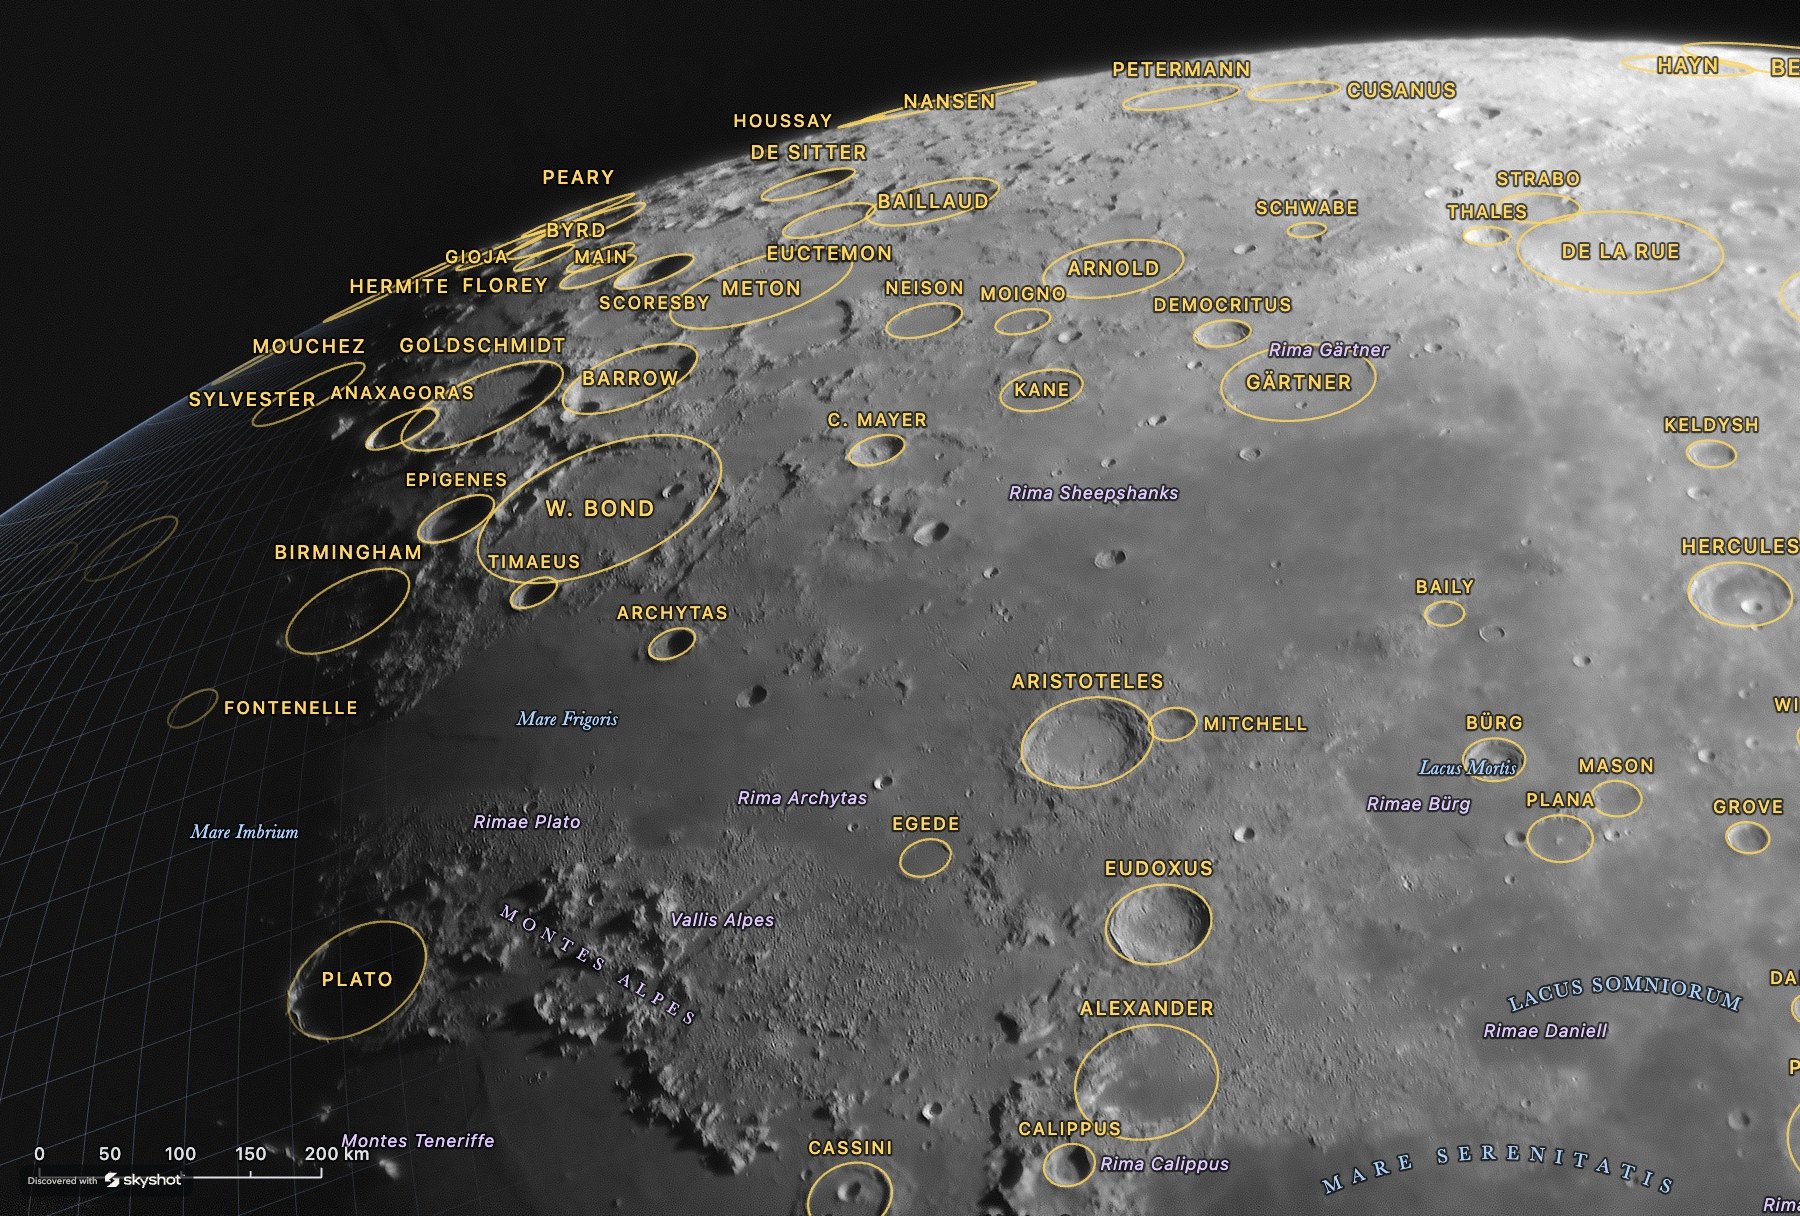 PETERMANN
HAYN
BE
CUSANUS
NANSEN
HOUSSAY
DE SITTER
PEARY
STRABO
BAILLAUD
SCHWABE
THALES
BYRD
EUCTEMON
DE LA RUE
GIOJA
MAIN
ARNOLD
HERMITE
FLOREY
METON
NEISON
MOIGNO
SCORESBY
DEMOCRITUS
MOUCHEZ
GOLDSCHMIDT
Rima Gärtner
BARROW
GÄRTNER
SYLVESTER
ANAXAGORAS
KANE
C. MAYER
KELDYSH
EPIGENES
Rima Sheepshanks
W. BOND
BIRMINGHAM
HERCULES
TIMAEUS
BAILY
ARCHYTAS
ARISTOTELES
FONTENELLE
Mare Frigoris
MITCHELL
BÜRG
WI
Lacus Mortis
MASON
Rima Archytas
Rimae Bürg
PLANA
GROVE
Mare Imbrium
Rimae Plato
EGEDE
EUDOXUS
Vallis Alpes
MONTES ALPES
PLATO
DA
LACUS SOMNIORUM
ALEXANDER
Rimae Daniell
P
CALIPPUS
Montes Teneriffe
CASSINI
Rima Calippus
MARE SERENITATIS
0 50 100 150 200 km
Discovered with skyshot
Rima